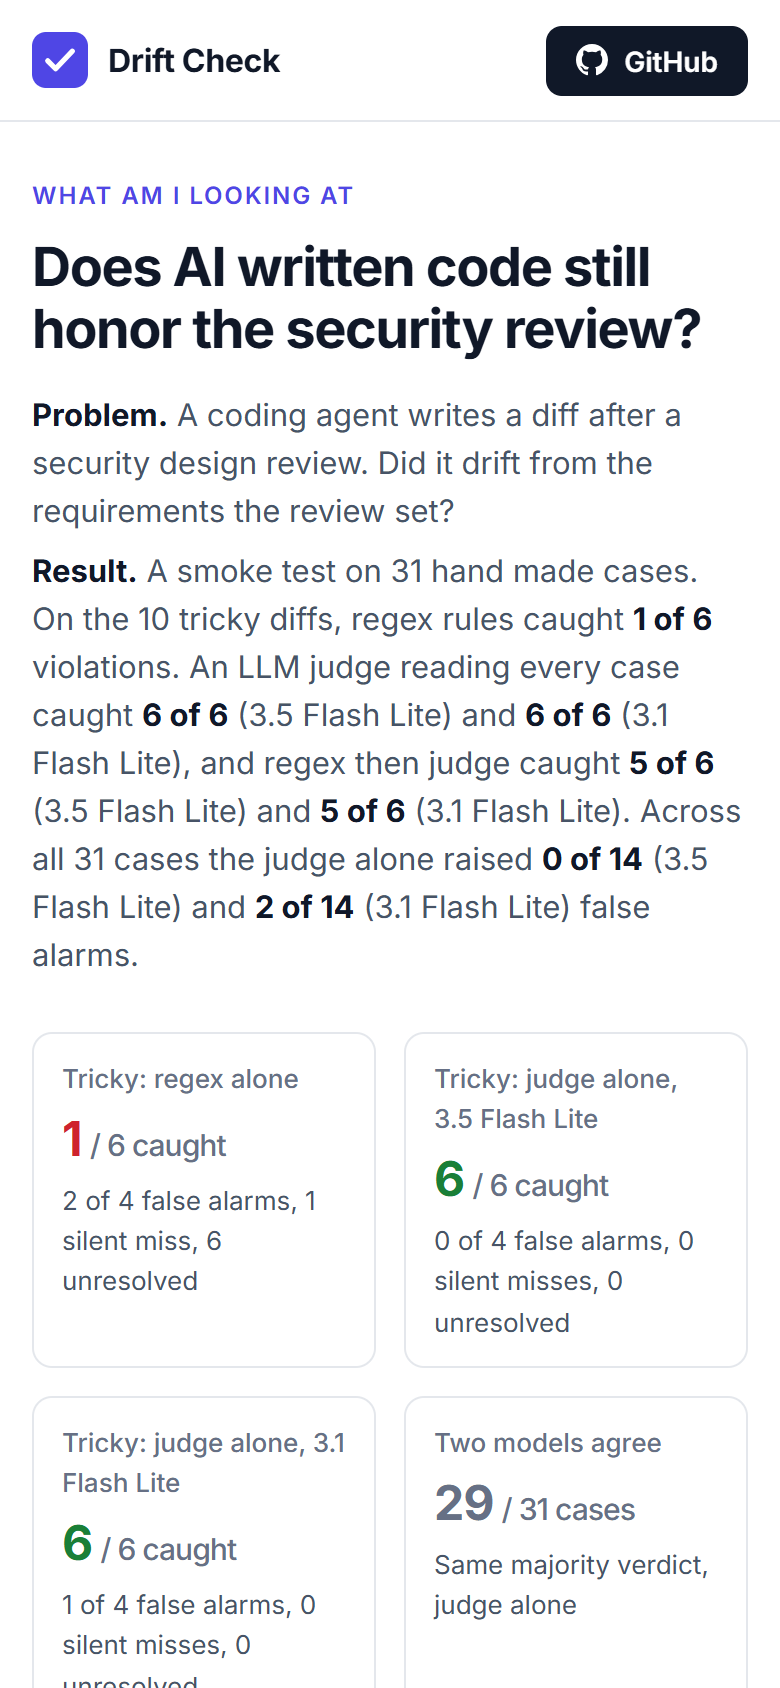 Drift Check
GitHub
WHAT AM I LOOKING AT
Does AI written code still
honor the security review?
Problem. A coding agent writes a diff after a
security design review. Did it drift from the
requirements the review set?
Result. A smoke test on 31 hand made cases.
On the 10 tricky diffs, regex rules caught 1 of 6
violations. An LLM judge reading every case
caught 6 of 6 (3.5 Flash Lite) and 6 of 6 (3.1
Flash Lite), and regex then judge caught 5 of 6
(3.5 Flash Lite) and 5 of 6 (3.1 Flash Lite). Across
all 31 cases the judge alone raised 0 of 14 (3.5
Flash Lite) and 2 of 14 (3.1 Flash Lite) false
alarms.
Tricky: regex alone
1 / 6 caught
2 of 4 false alarms, 1
silent miss, 6
unresolved
Tricky: judge alone,
3.5 Flash Lite
6 / 6 caught
0 of 4 false alarms, 0
silent misses, 0
unresolved
Tricky: judge alone, 3.1
Flash Lite
6 / 6 caught
1 of 4 false alarms, 0
silent misses, 0
unresolved
Two models agree
29 / 31 cases
Same majority verdict,
judge alone